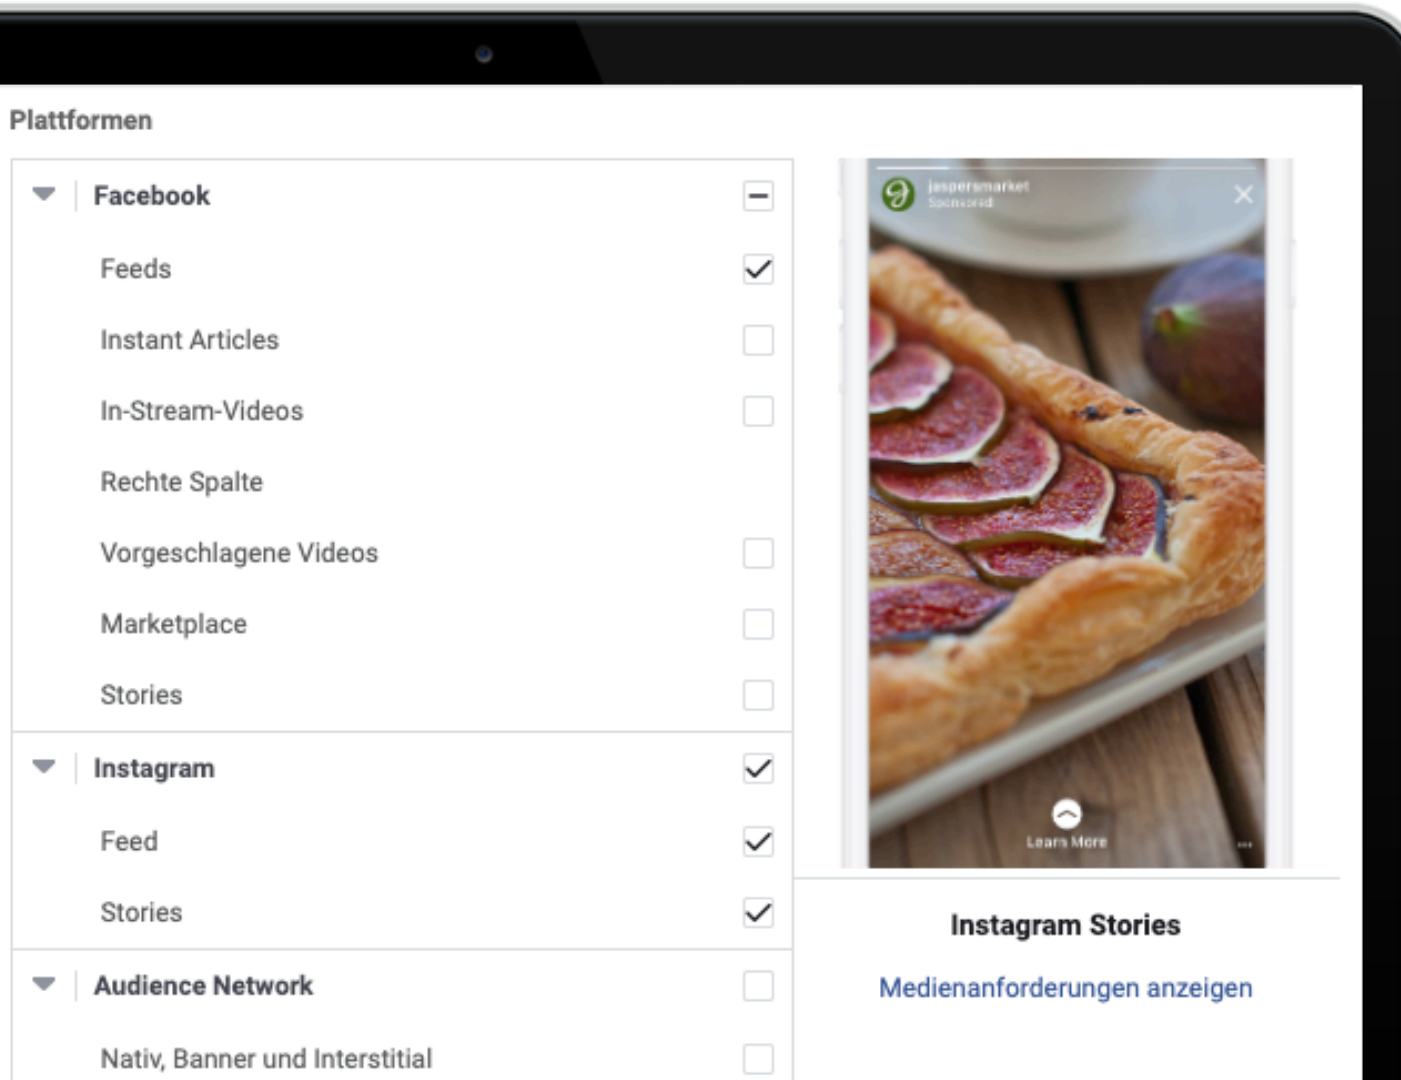 Plattformen
Facebook
Feeds
Instant Articles
In-Stream-Videos
Rechte Spalte
Vorgeschlagene Videos
Marketplace
Stories
Instagram
Feed
Stories
Audience Network
Nativ, Banner und Interstitial
jaspersmarket
Sponsored
Learn More
Instagram Stories
Medienanforderungen anzeigen